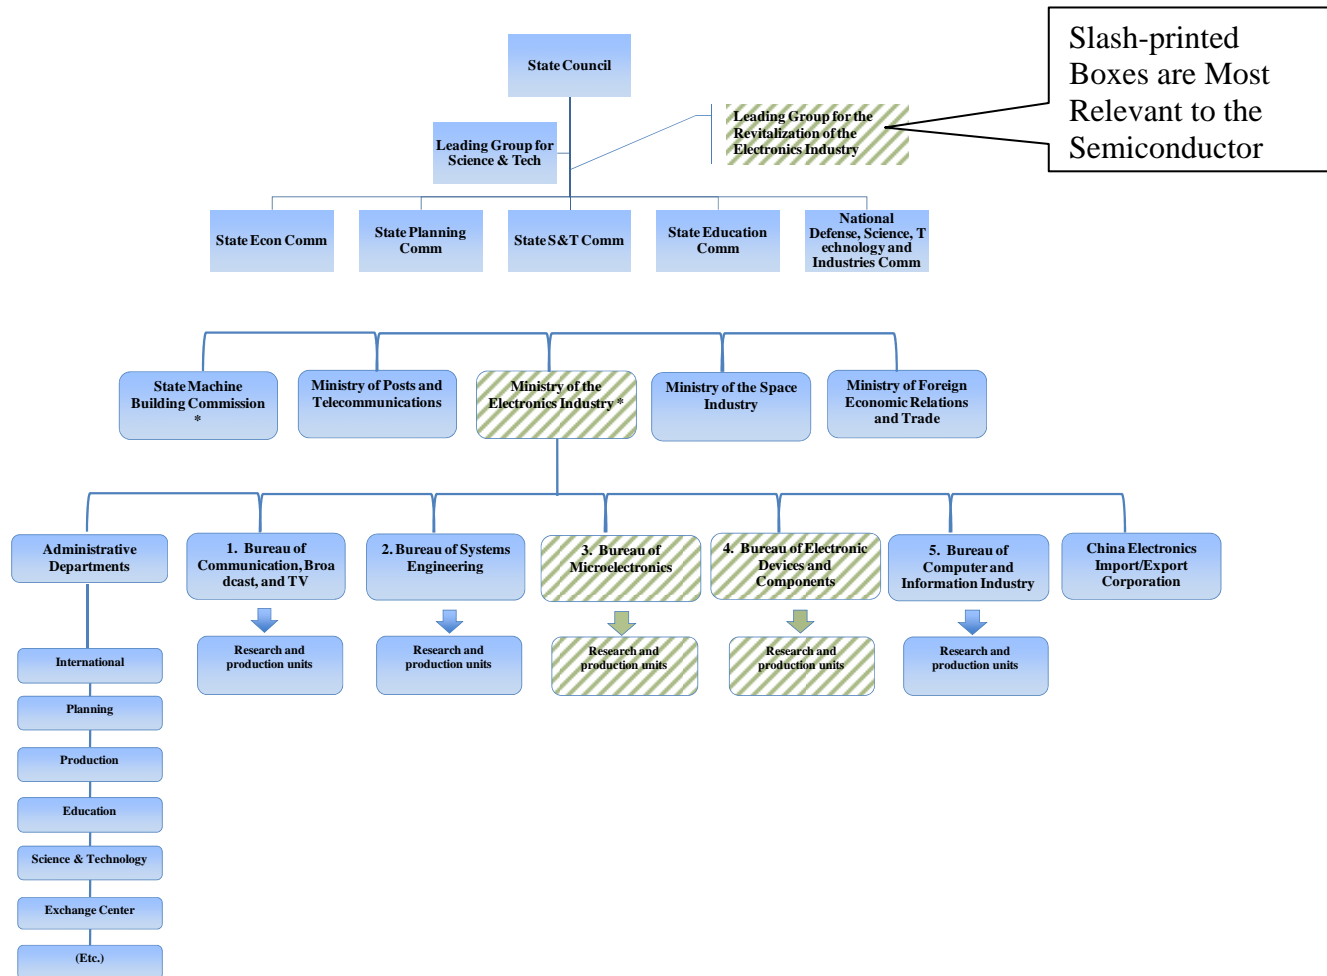 Slash-printed
Boxes are Most
Relevant to the
Semiconductor
State Council
Leading Group for the
Revitalization of the
Electronics Industry
Leading Group for
Science & Tech
State Econ Comm
State Planning
Comm
State S&T Comm
State Education
Comm
National
Defense, Science, T
echnology and
Industries Comm
State Machine
Building Commission
*
Ministry of Posts and
Telecommunications
Ministry of the
Electronics Industry *
Ministry of the Space
Industry
Ministry of Foreign
Economic Relations
and Trade
Administrative
Departments
1. Bureau of
Communication, Broa
dcast, and TV
2. Bureau of Systems
Engineering
3. Bureau of
Microelectronics
4. Bureau of Electronic
Devices and
Components
5. Bureau of
Computer and
Information Industry
China Electronics
Import/Export
Corporation
Research and
production units
Research and
production units
Research and
production units
Research and
production units
Research and
production units
International
Planning
Production
Education
Science & Technology
Exchange Center
(Etc.)